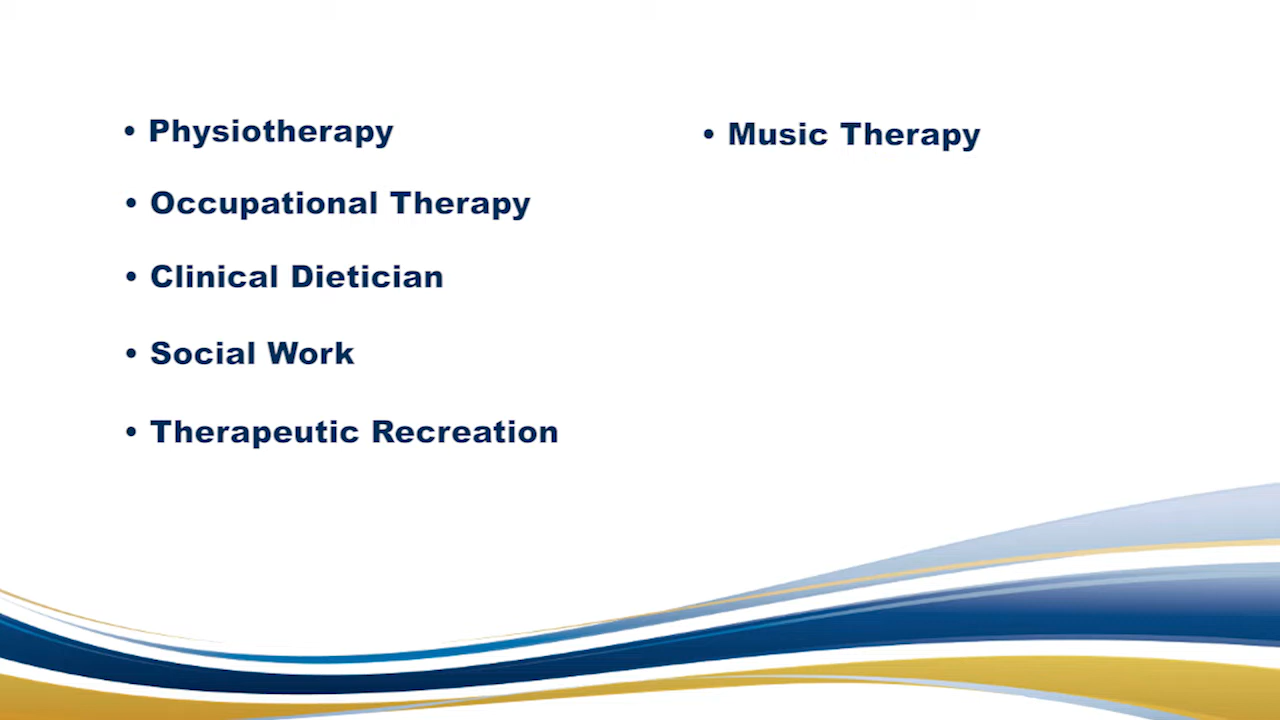 • Physiotherapy
• Occupational Therapy
• Clinical Dietician
• Social Work
• Therapeutic Recreation
• Music Therapy